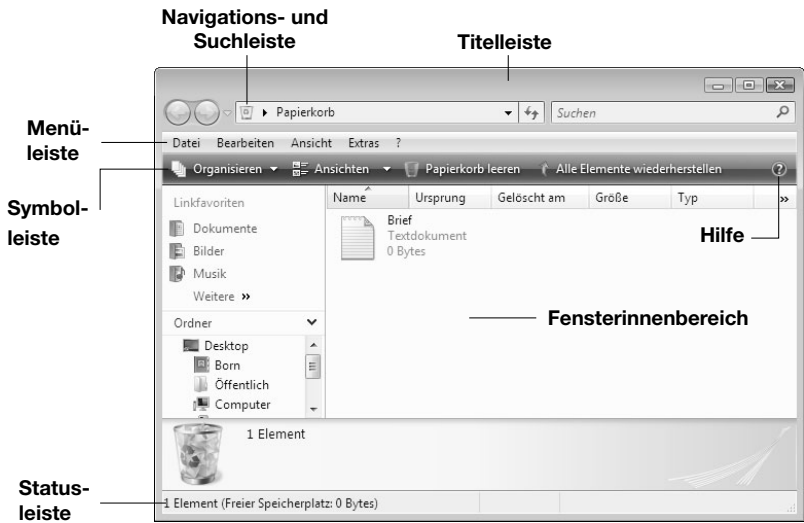 Navigations- und
Suchleiste
Titelleiste
Papierkorb
Suchen
Menü-
leiste
Datei Bearbeiten Ansicht Extras ?
Organisieren Ansichten Papierkorb leeren Alle Elemente wiederherstellen ?
Symbol-
leiste
Linkfavoriten
Dokumente
Bilder
Musik
Weitere »
Ordner
Desktop
Born
Öffentlich
Computer
Name Ursprung Gelöscht am Größe Typ »
Brief
Textdokument
0 Bytes
Hilfe
Fensterinnenbereich
1 Element
Status-
leiste
1 Element (Freier Speicherplatz: 0 Bytes)